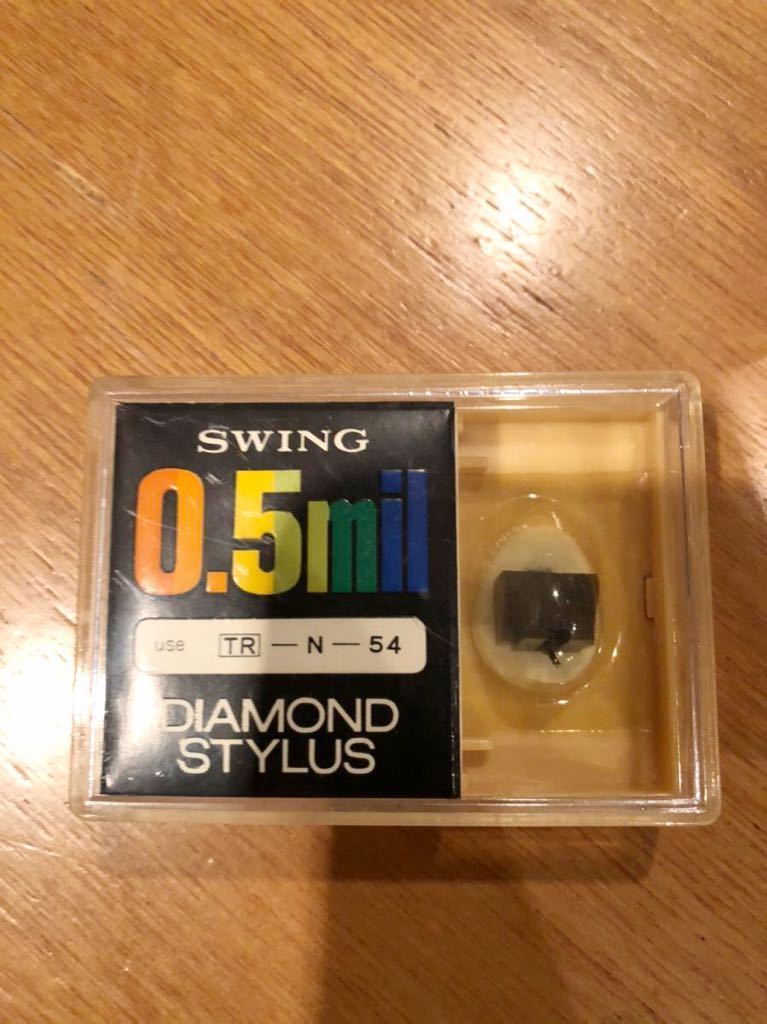 SWING
0.5mil
use TR — N — 54
DIAMOND
STYLUS